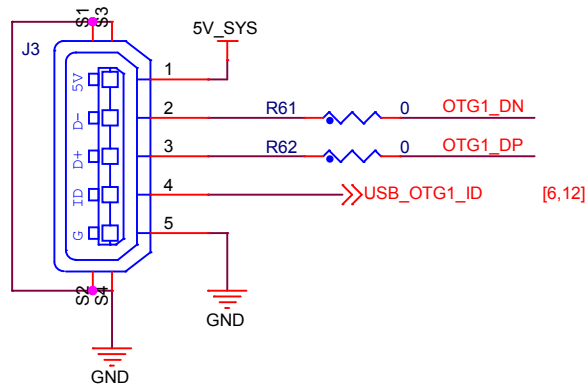 S1
S3
J3
5V_SYS
5V
1
D-
2
R61
0
OTG1_DN
D+
3
R62
0
OTG1_DP
ID
4
USB_OTG1_ID
[6,12]
G
5
S2
S4
GND
GND